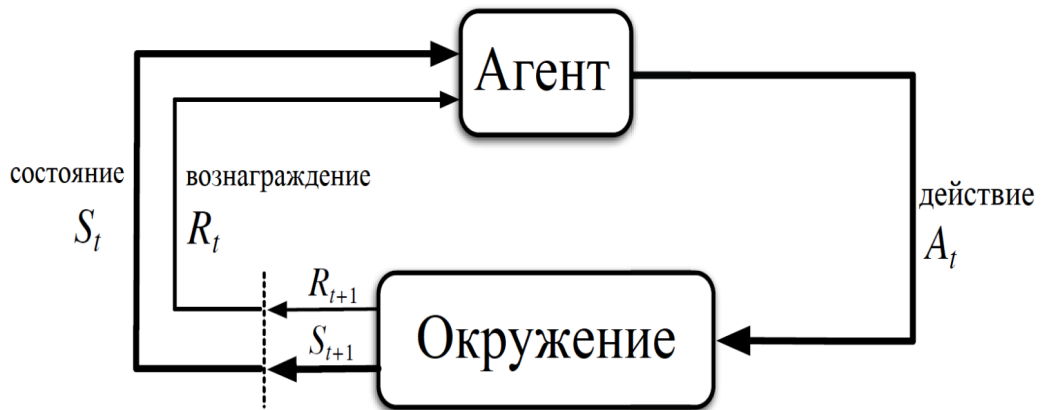 Агент
состояние
S_t
вознаграждение
R_t
действие
A_t
R_{t+1}
S_{t+1}
Окружение